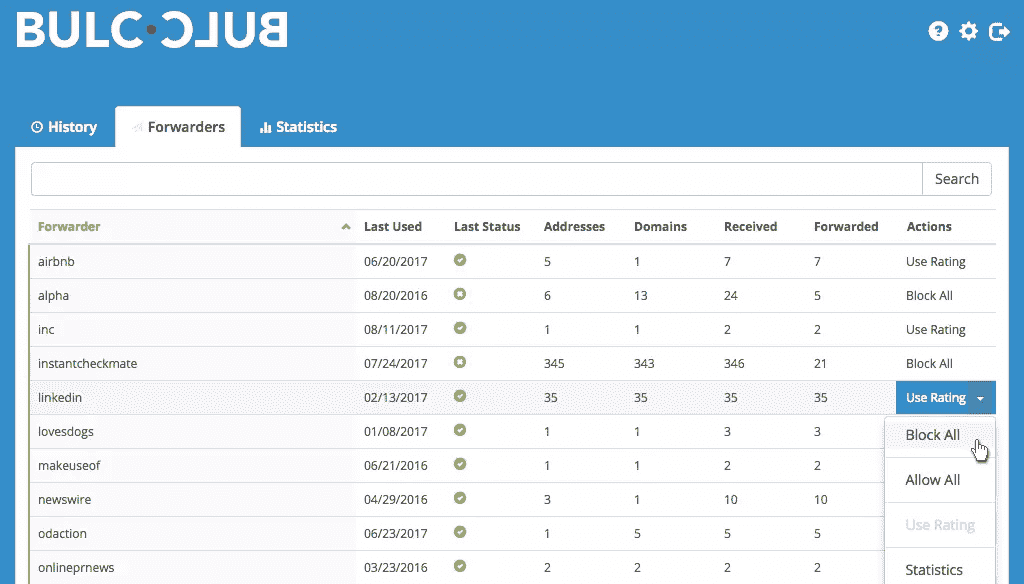 BULC CLUB
History Forwarders Statistics
Search
Forwarder Last Used Last Status Addresses Domains Received Forwarded Actions
airbnb 06/20/2017 5 1 7 7 Use Rating
alpha 08/20/2016 6 13 24 5 Block All
inc 08/11/2017 1 1 2 2 Use Rating
instantcheckmate 07/24/2017 345 343 346 21 Block All
linkedin 02/13/2017 35 35 35 35 Use Rating
lovesdogs 01/08/2017 1 1 3 3
Block All
makeuseof 06/21/2016 1 1 2 2
Allow All
newswire 04/29/2016 3 1 10 10
Use Rating
odaction 06/23/2017 1 5 5 5
onlineprnews 03/23/2016 2 2 2 2
Statistics